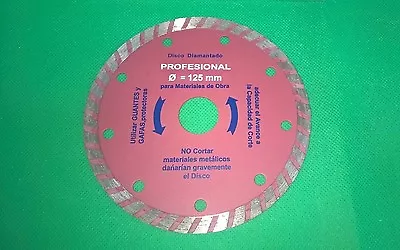 Disco Diamantado
PROFESIONAL
Ø = 125 mm
para Materiales de Obra
Utilizar GUANTES y
GAFAS,protectoras
adecuar el Avance a
la Capacidad de Corte
NO Cortar
materiales metálicos
dañarían gravemente
el Disco